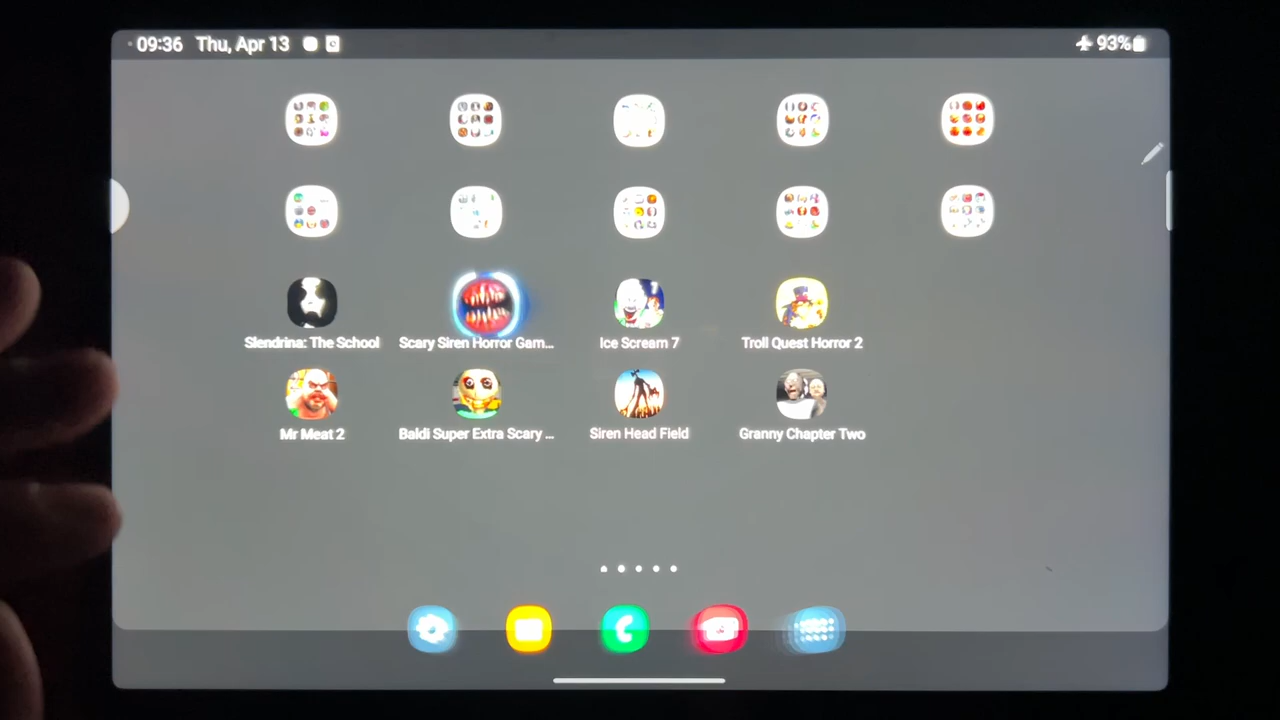 09:36 Thu, Apr 13
93%
Slendrina: The School
Scary Siren Horror Gam...
Ice Scream 7
Troll Quest Horror 2
Mr Meat 2
Baldi Super Extra Scary ...
Siren Head Field
Granny Chapter Two